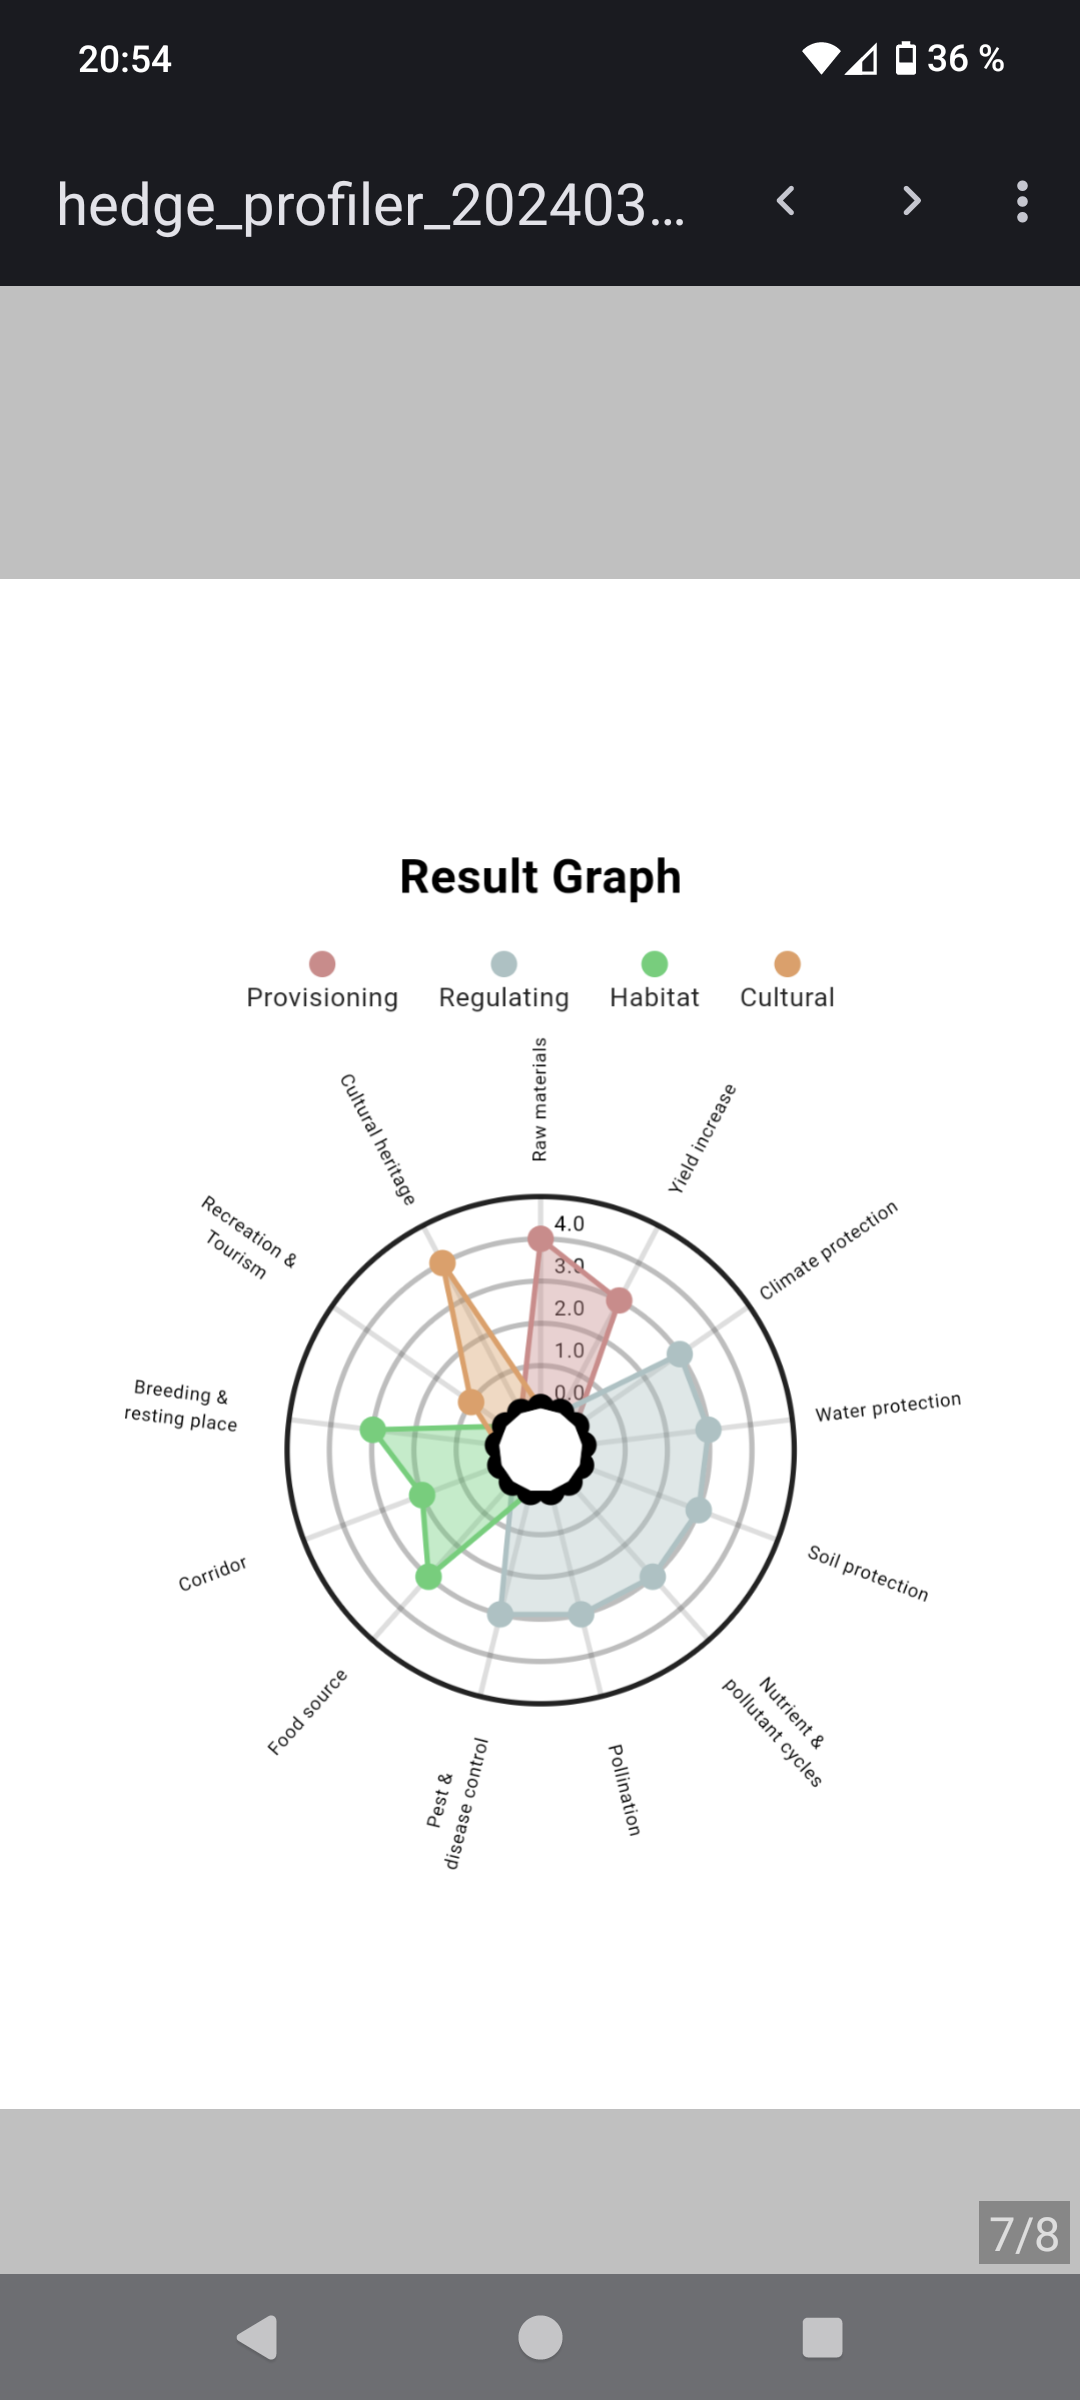 20:54
36 %
hedge_profiler_202403...
Result Graph
Provisioning
Regulating
Habitat
Cultural
Raw materials
Yield increase
Climate protection
Water protection
Soil protection
Nutrient &
pollutant cycles
Pollination
Pest &
disease control
Food source
Corridor
Breeding &
resting place
Recreation &
Tourism
Cultural heritage
4.0
3.0
2.0
1.0
0.0
7/8